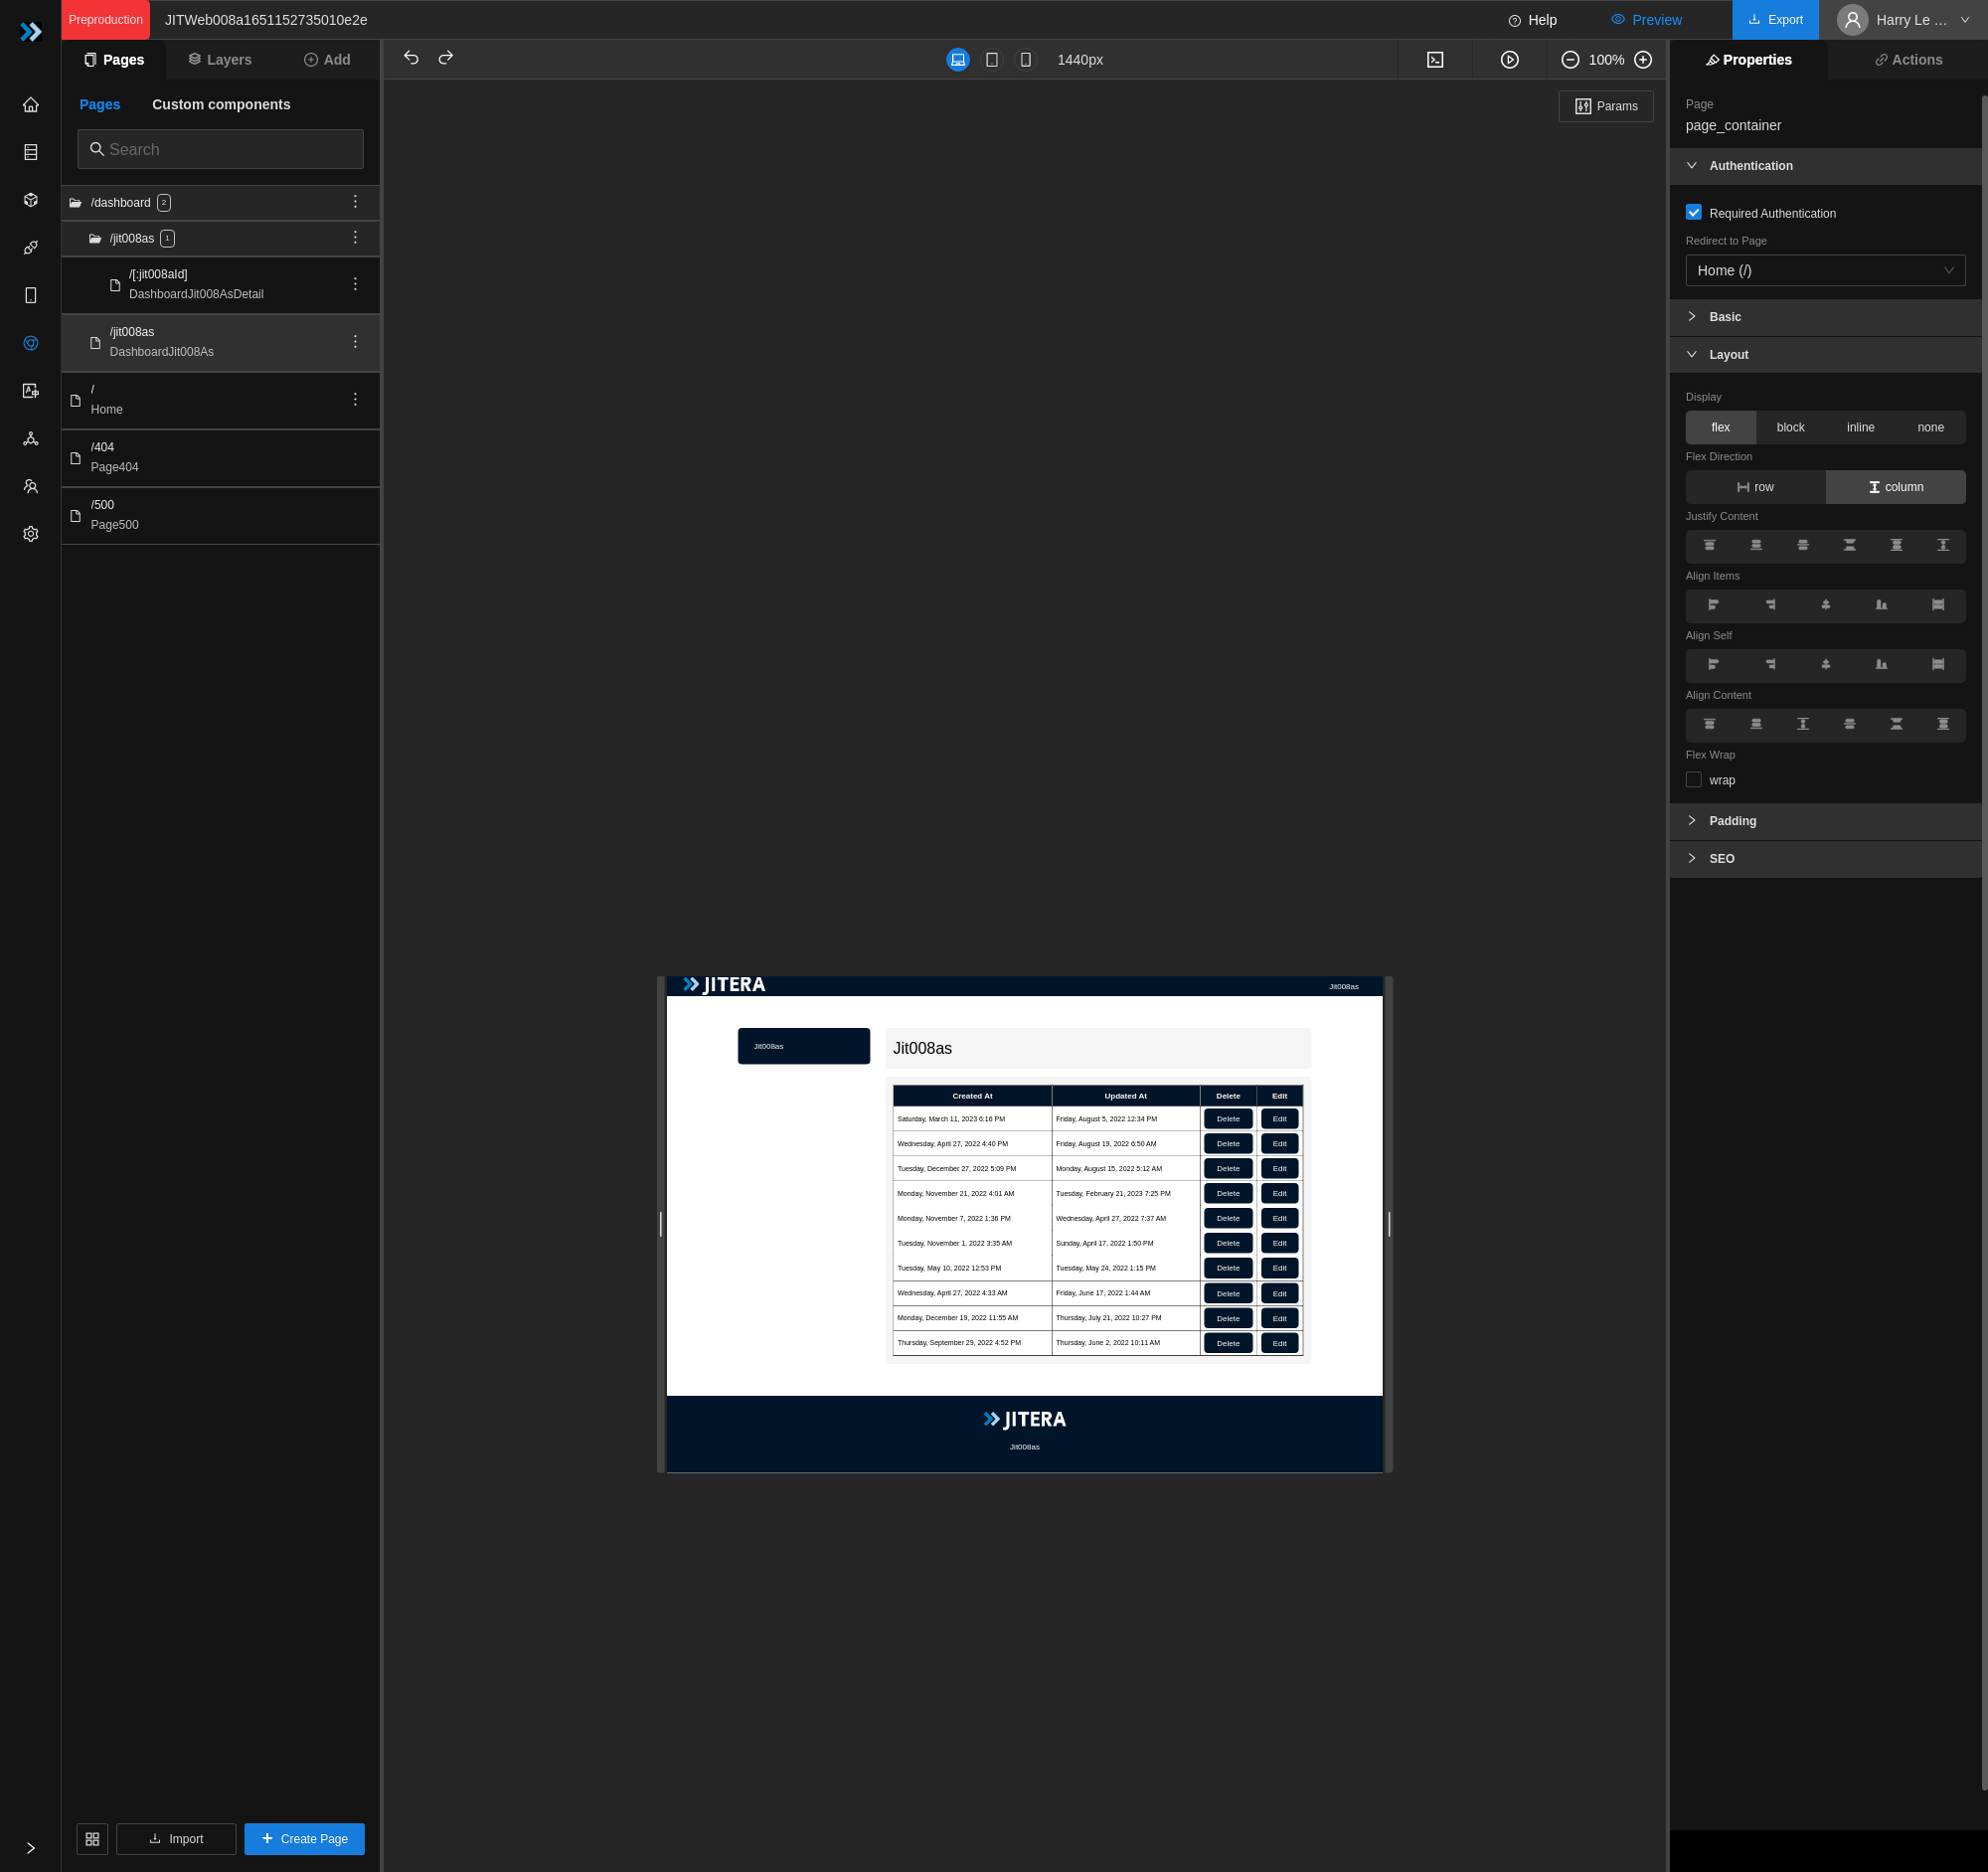 Preproduction
JITWeb008a1651152735010e2e
Help
Preview
Export
Harry Le ...
Pages
Layers
Add
1440px
100%
Properties
Actions
Pages
Custom components
Search
/dashboard 2
/jit008as 1
/[:jit008aId]
DashboardJit008AsDetail
/jit008as
DashboardJit008As
/
Home
/404
Page404
/500
Page500
Import
Create Page
Params
JITERA
Jit008as
Jit008as
Jit008as
Created At Updated At Delete Edit
Saturday, March 11, 2023 6:16 PM Friday, August 5, 2022 12:34 PM Delete Edit
Wednesday, April 27, 2022 4:40 PM Friday, August 19, 2022 6:50 AM Delete Edit
Tuesday, December 27, 2022 5:09 PM Monday, August 15, 2022 5:12 AM Delete Edit
Monday, November 21, 2022 4:01 AM Tuesday, February 21, 2023 7:25 PM Delete Edit
Monday, November 7, 2022 1:36 PM Wednesday, April 27, 2022 7:37 AM Delete Edit
Tuesday, November 1, 2022 3:35 AM Sunday, April 17, 2022 1:50 PM Delete Edit
Tuesday, May 10, 2022 12:53 PM Tuesday, May 24, 2022 1:15 PM Delete Edit
Wednesday, April 27, 2022 4:33 AM Friday, June 17, 2022 1:44 AM Delete Edit
Monday, December 19, 2022 11:55 AM Thursday, July 21, 2022 10:27 PM Delete Edit
Thursday, September 29, 2022 4:52 PM Thursday, June 2, 2022 10:11 AM Delete Edit
JITERA
Jit008as
Page
page_container
Authentication
Required Authentication
Redirect to Page
Home (/)
Basic
Layout
Display
flex block inline none
Flex Direction
row column
Justify Content
Align Items
Align Self
Align Content
Flex Wrap
wrap
Padding
SEO